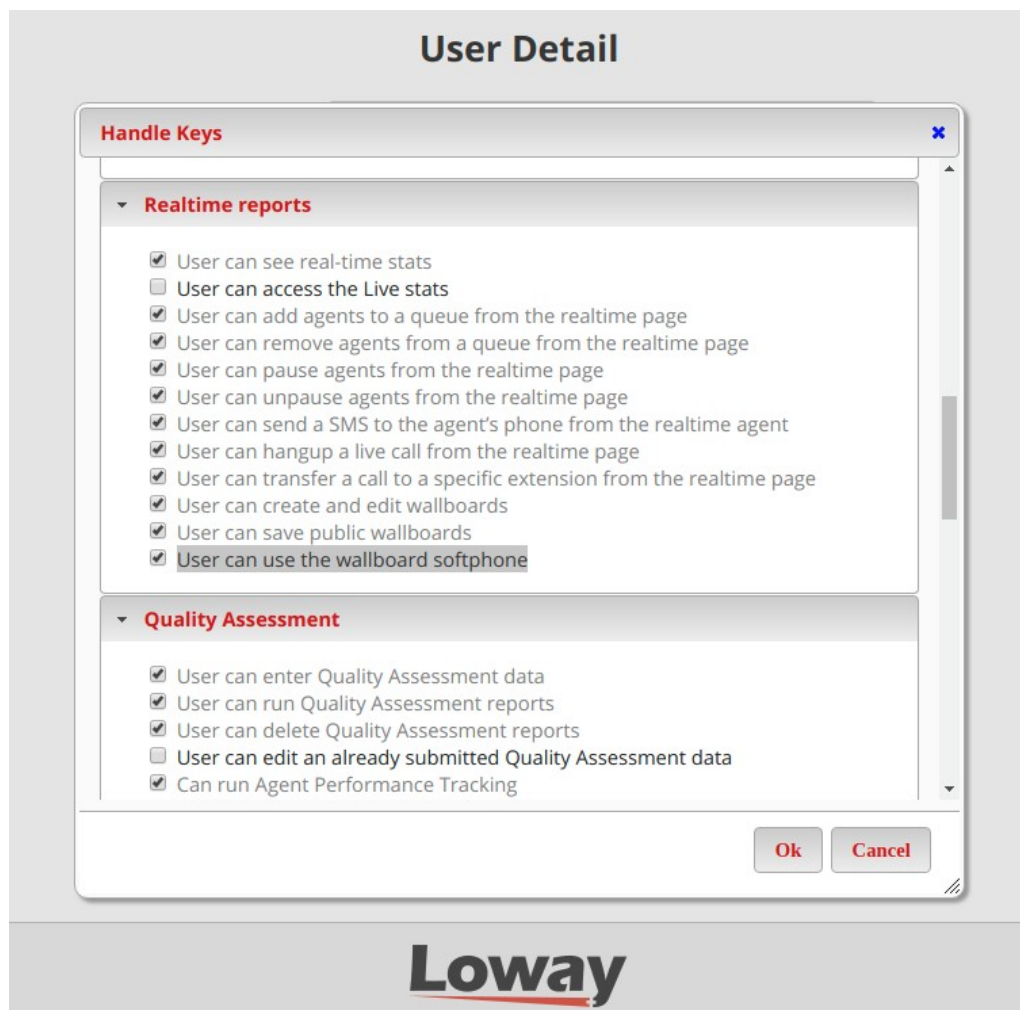 User Detail
Handle Keys
Realtime reports
User can see real-time stats
User can access the Live stats
User can add agents to a queue from the realtime page
User can remove agents from a queue from the realtime page
User can pause agents from the realtime page
User can unpause agents from the realtime page
User can send a SMS to the agent’s phone from the realtime agent
User can hangup a live call from the realtime page
User can transfer a call to a specific extension from the realtime page
User can create and edit wallboards
User can save public wallboards
User can use the wallboard softphone
Quality Assessment
User can enter Quality Assessment data
User can run Quality Assessment reports
User can delete Quality Assessment reports
User can edit an already submitted Quality Assessment data
Can run Agent Performance Tracking
Ok Cancel
Loway